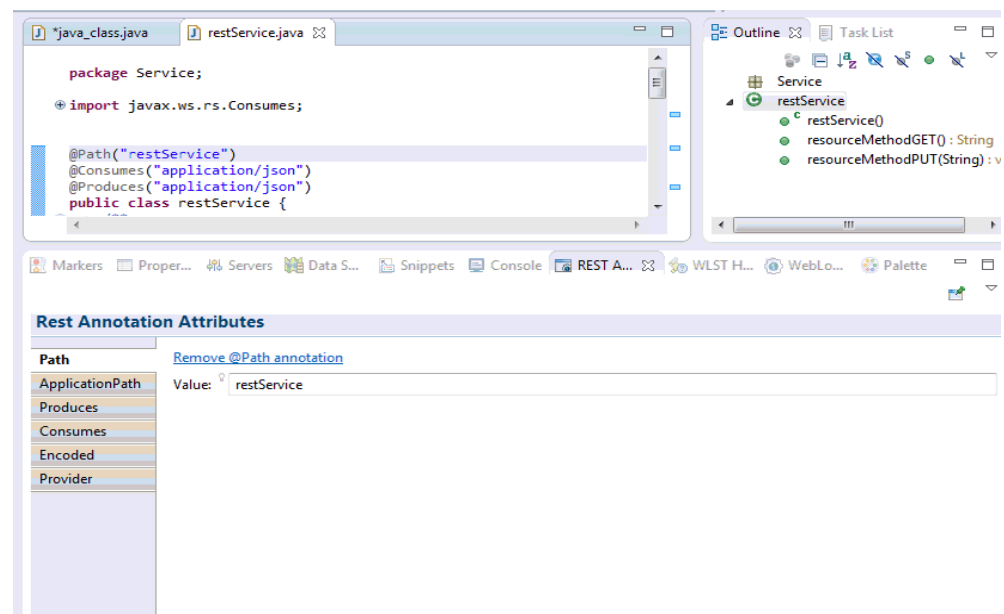 *java_class.java
restService.java
package Service;
import javax.ws.rs.Consumes;
@Path("restService")
@Consumes("application/json")
@Produces("application/json")
public class restService {
Outline
Task List
Service
restService
restService()
resourceMethodGET() : String
resourceMethodPUT(String) : v
Markers
Proper...
Servers
Data S...
Snippets
Console
REST A...
WLST H...
WebLo...
Palette
Rest Annotation Attributes
Path
Remove @Path annotation
ApplicationPath
Value: restService
Produces
Consumes
Encoded
Provider